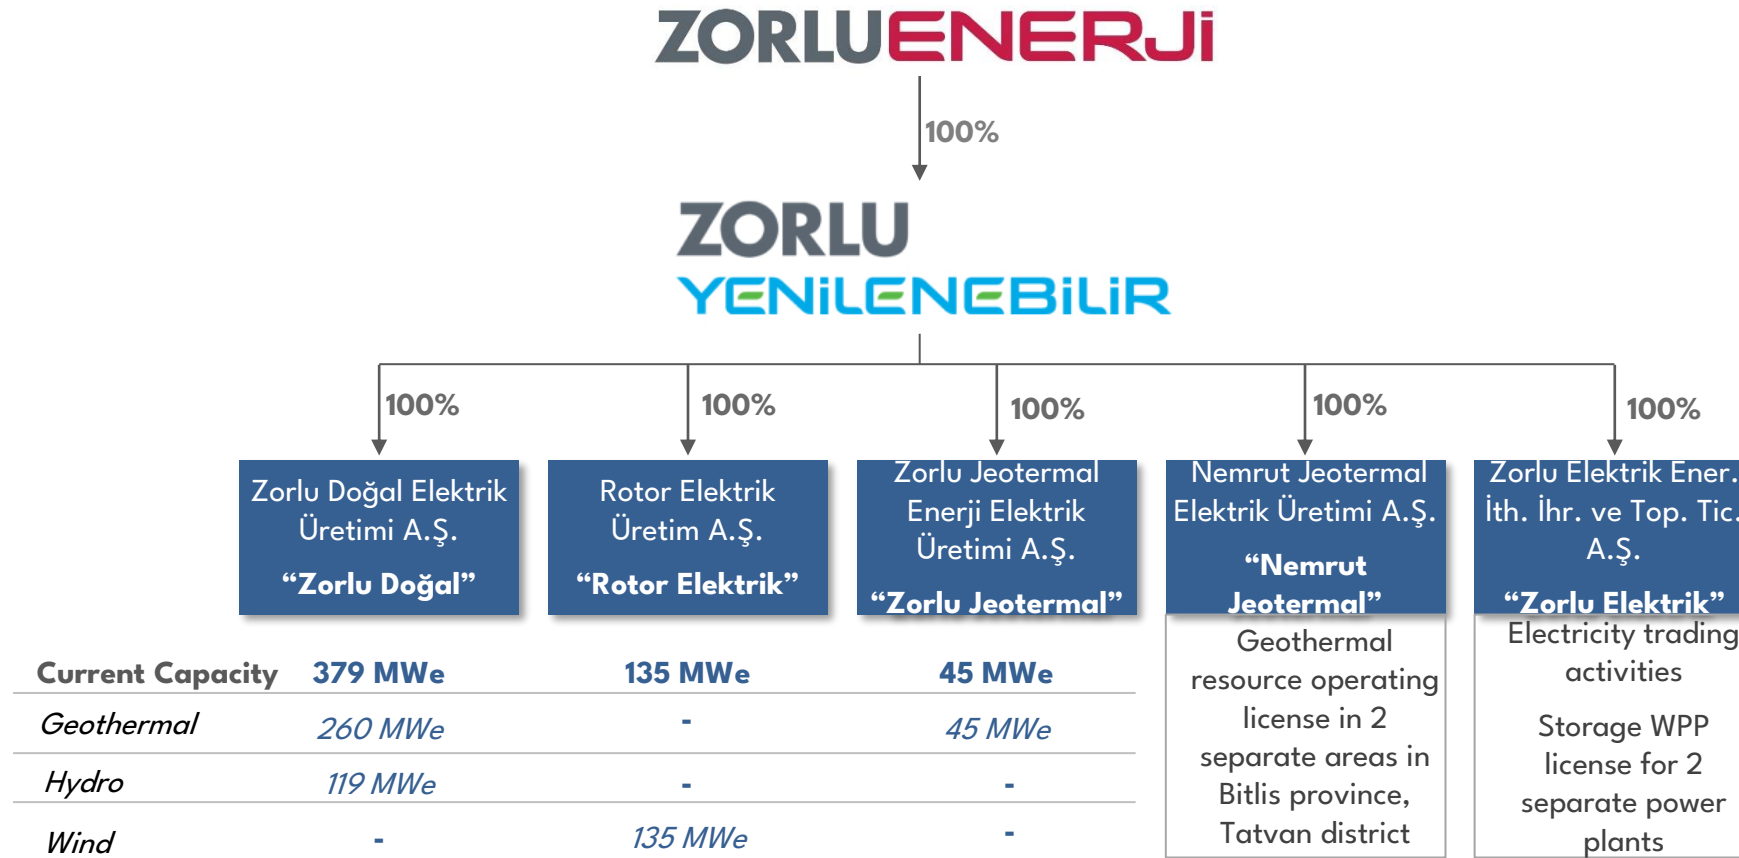 ZORLUENERJi
100%
ZORLU
YENiLENEBiLiR
100%
100%
100%
100%
100%
Zorlu Doğal Elektrik
Üretimi A.Ş.
“Zorlu Doğal”
Rotor Elektrik
Üretim A.Ş.
“Rotor Elektrik”
Zorlu Jeotermal
Enerji Elektrik
Üretimi A.Ş.
“Zorlu Jeotermal”
Nemrut Jeotermal
Elektrik Üretimi A.Ş.
“Nemrut
Jeotermal”
Zorlu Elektrik Ener.
İth. İhr. ve Top. Tic.
A.Ş.
“Zorlu Elektrik”
Geothermal
resource operating
license in 2
separate areas in
Bitlis province,
Tatvan district
Electricity trading
activities
Storage WPP
license for 2
separate power
plants
Current Capacity 379 MWe 135 MWe 45 MWe
Geothermal 260 MWe - 45 MWe
Hydro 119 MWe - -
Wind - 135 MWe -